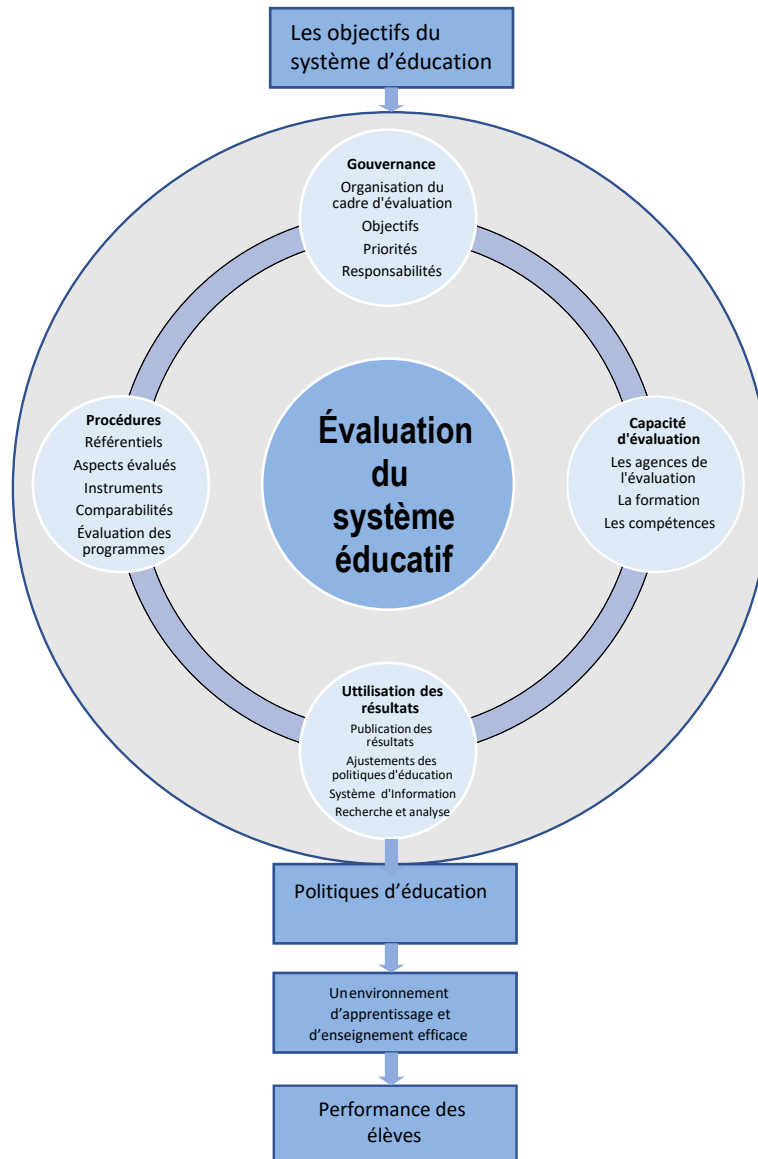 Les objectifs du
système d’éducation
Gouvernance
Organisation du
cadre d'évaluation
Objectifs
Priorités
Responsabilités
Procédures
Référentiels
Aspects évalués
Instruments
Comparabilités
Évaluation des
programmes
Évaluation
du
système
éducatif
Capacité
d'évaluation
Les agences de
l'évaluation
La formation
Les compétences
Uttilisation des
résultats
Publication des
résultats
Ajustements des
politiques d'éducation
Système d'Information
Recherche et analyse
Politiques d’éducation
Un environnement
d’apprentissage et
d’enseignement efficace
Performance des
élèves